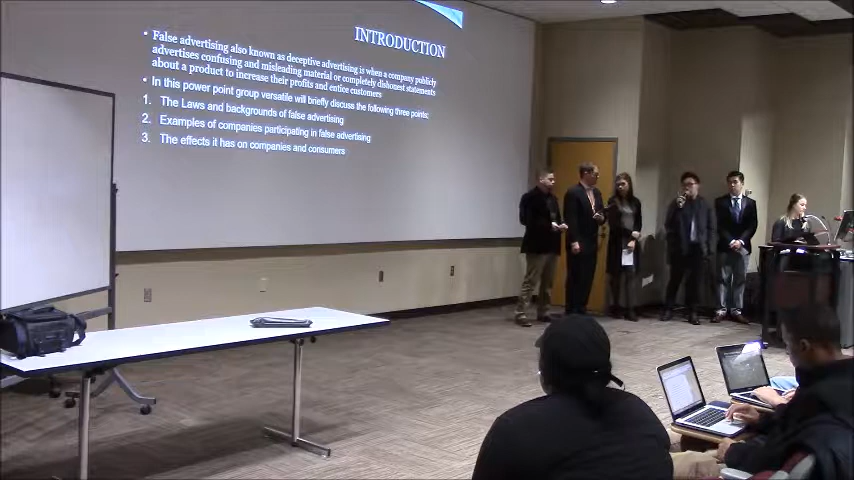 INTRODUCTION
• False advertising also known as deceptive advertising is when a company publicly
advertises confusing and misleading material or completely dishonest statements
about a product to increase their profits and entice customers.
• In this power point group versatile will briefly discuss the following three points:
1. The Laws and backgrounds of false advertising
2. Examples of companies participating in false advertising
3. The effects it has on companies and consumers